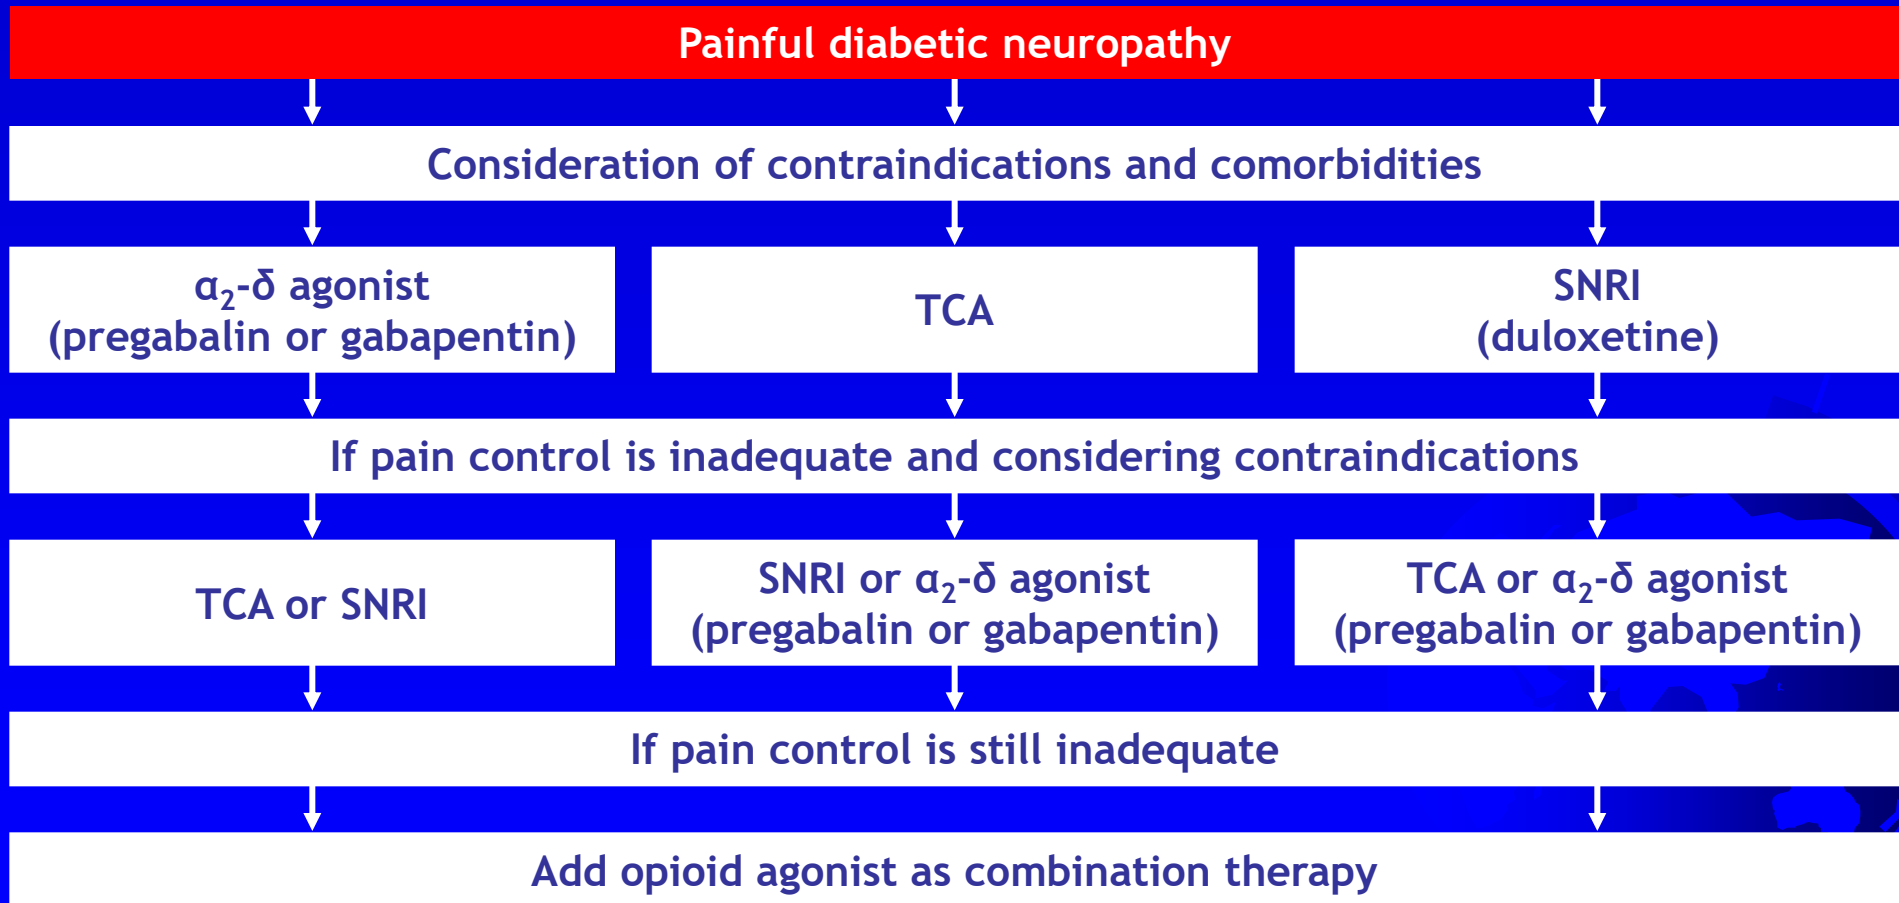 Painful diabetic neuropathy
Consideration of contraindications and comorbidities
α₂-δ agonist
(pregabalin or gabapentin)
TCA
SNRI
(duloxetine)
If pain control is inadequate and considering contraindications
TCA or SNRI
SNRI or α₂-δ agonist
(pregabalin or gabapentin)
TCA or α₂-δ agonist
(pregabalin or gabapentin)
If pain control is still inadequate
Add opioid agonist as combination therapy